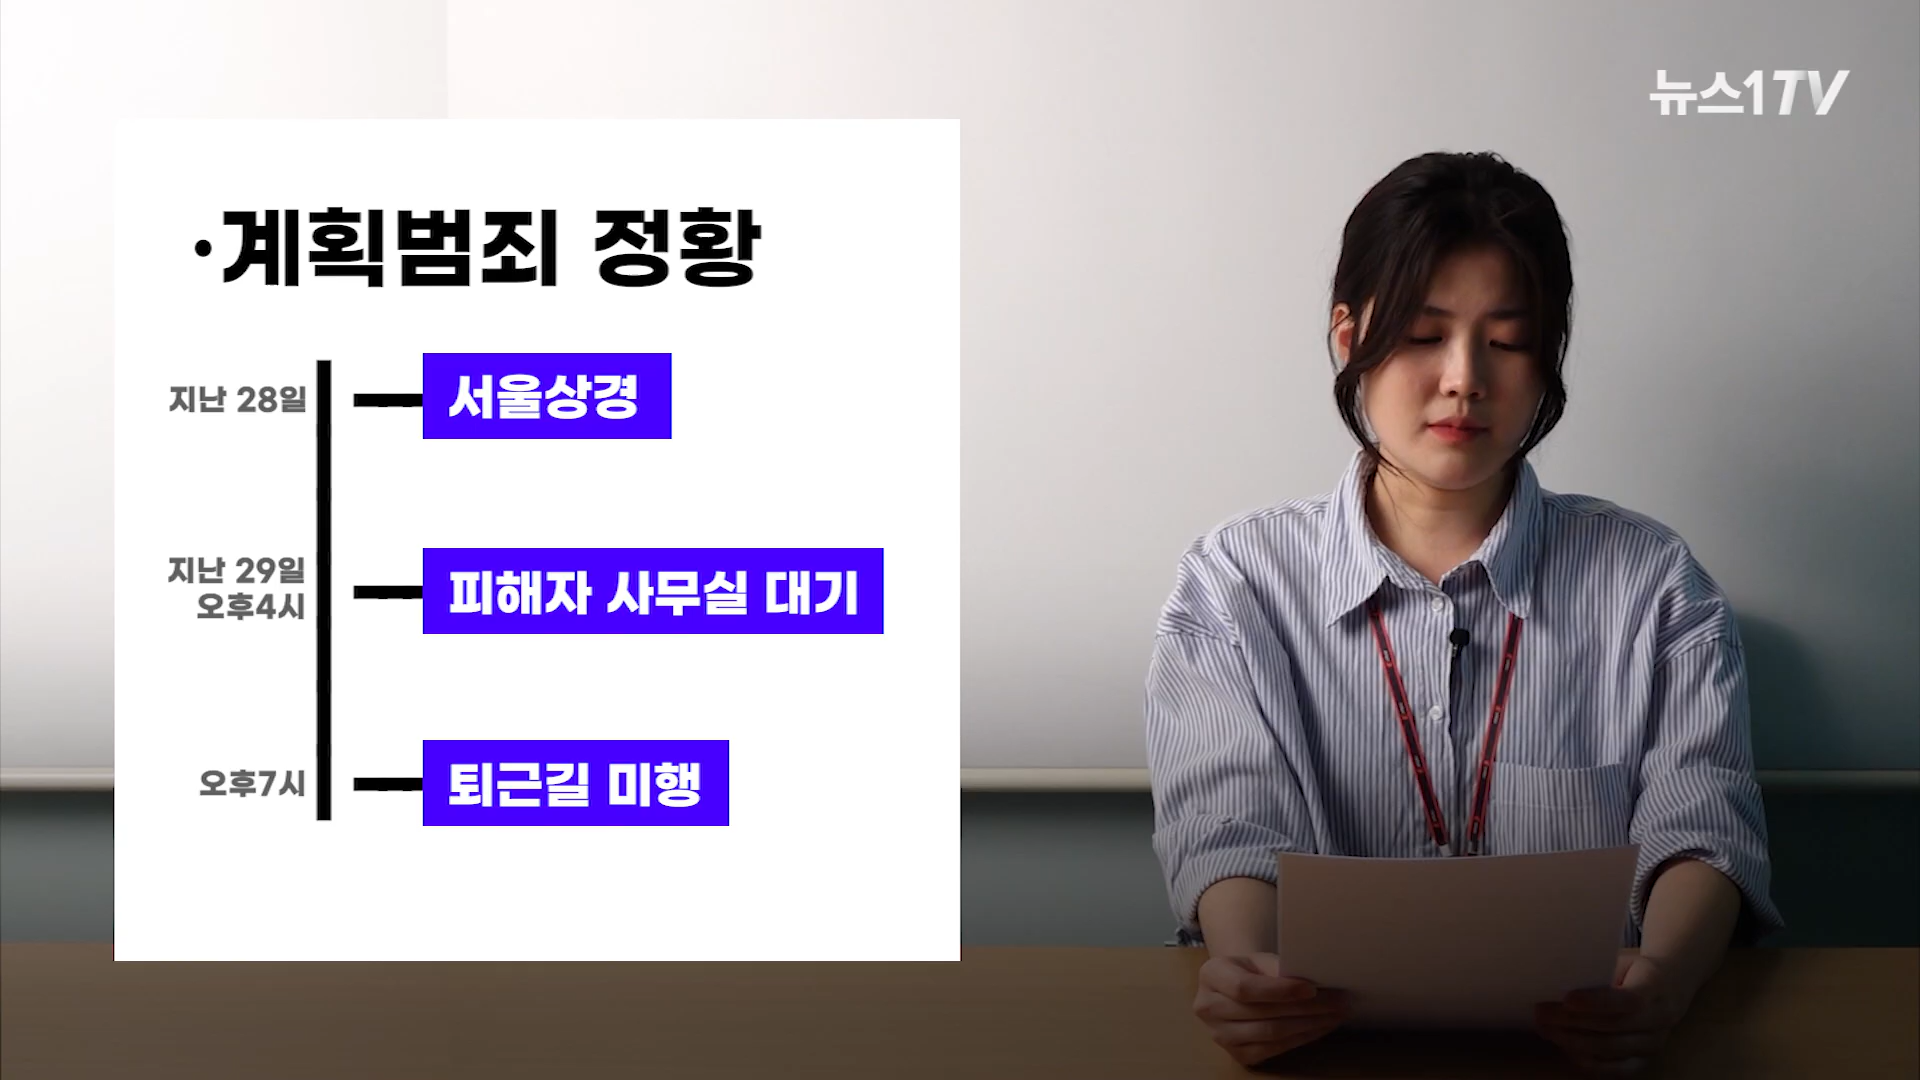 뉴스1TV
·계획범죄 정황
지난 28일
서울상경
지난 29일
오후4시
피해자 사무실 대기
오후7시
퇴근길 미행